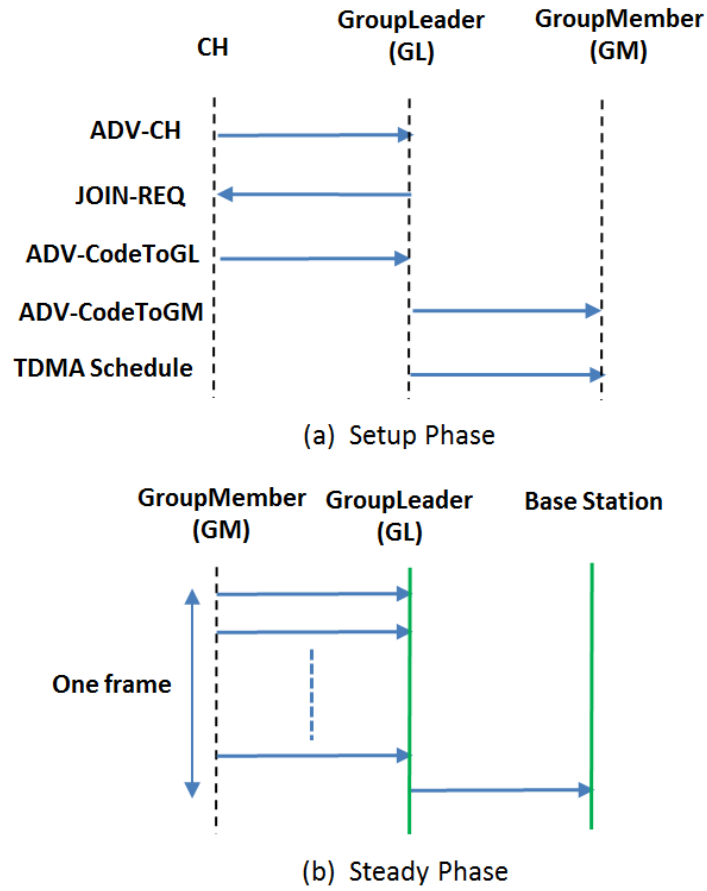 CH
GroupLeader
(GL)
GroupMember
(GM)
ADV-CH
JOIN-REQ
ADV-CodeToGL
ADV-CodeToGM
TDMA Schedule
(a) Setup Phase
GroupMember
(GM)
GroupLeader
(GL)
Base Station
One frame
(b) Steady Phase